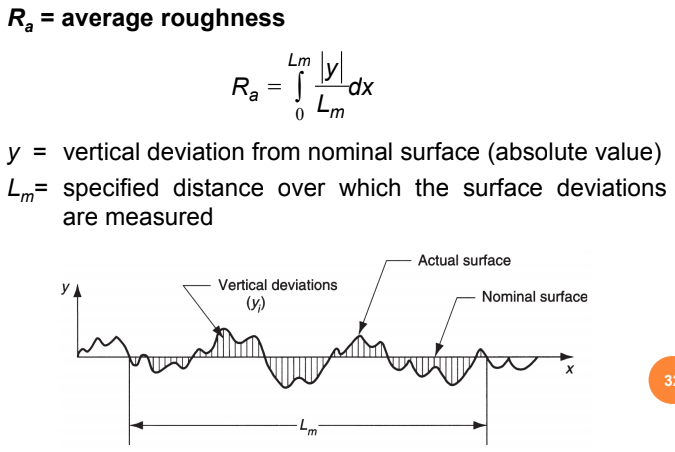 Ra = average roughness
Ra = ∫0Lm |y|/Lm dx
y = vertical deviation from nominal surface (absolute value)
Lm= specified distance over which the surface deviations
are measured
Actual surface
y
Vertical deviations
(yi)
Nominal surface
x
Lm